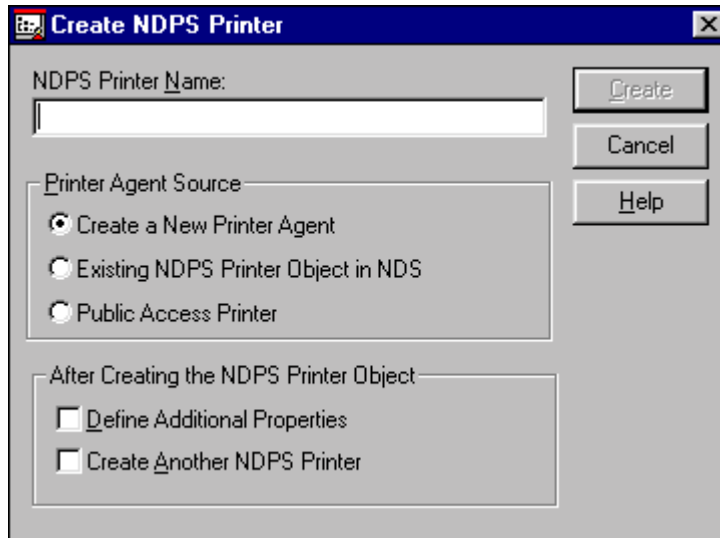 Create NDPS Printer
NDPS Printer Name:
Create
Cancel
Help
Printer Agent Source
Create a New Printer Agent
Existing NDPS Printer Object in NDS
Public Access Printer
After Creating the NDPS Printer Object
Define Additional Properties
Create Another NDPS Printer